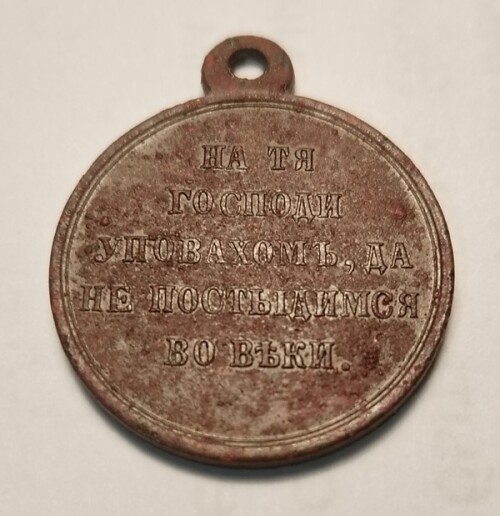 НА ТЯ
ГОСПОДИ
УПОВАХОМЪ, ДА
НЕ ПОСТЫДИМСЯ
ВО ВѢКИ.